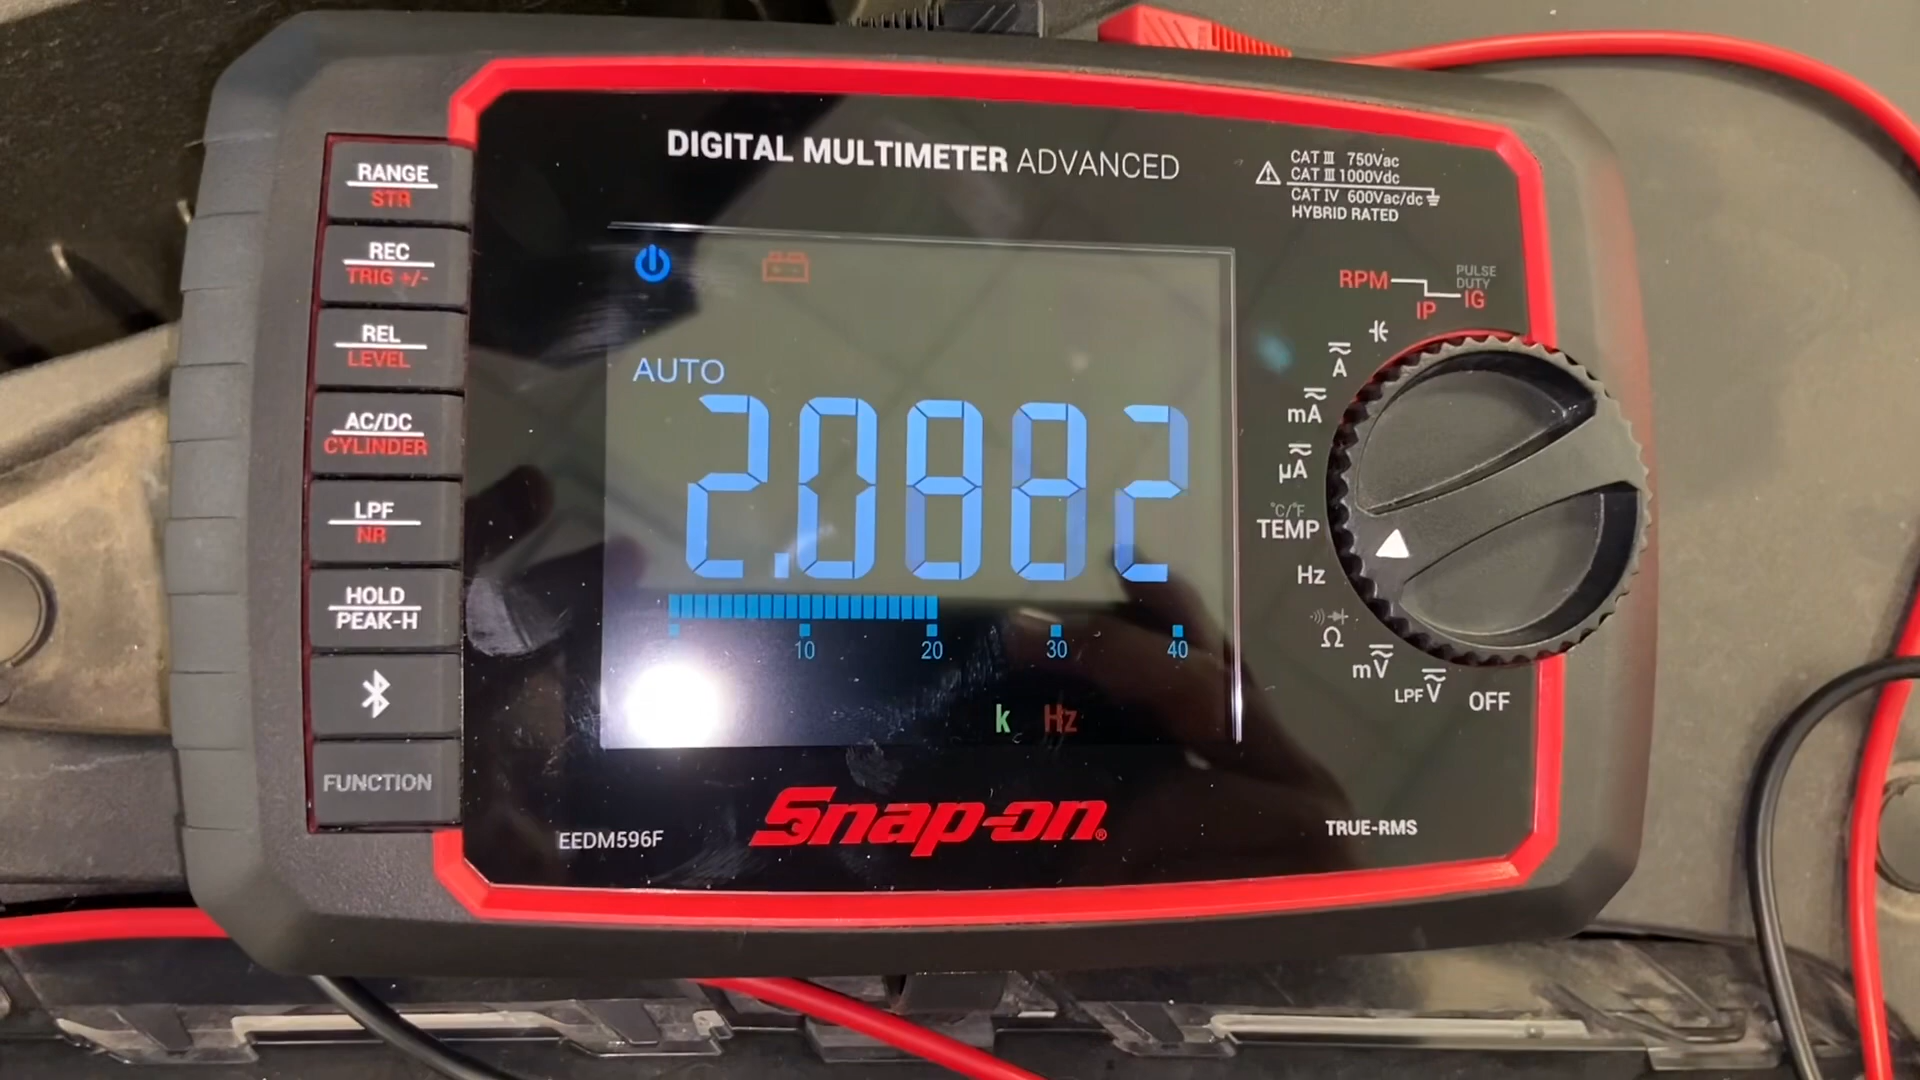 DIGITAL MULTIMETER ADVANCED
CAT III 750Vac
CAT III 1000Vdc
CAT IV 600Vac/dc
HYBRID RATED
RANGE
STR
REC
TRIG +/-
REL
LEVEL
AC/DC
CYLINDER
LPF
NR
HOLD
PEAK-H
FUNCTION
AUTO
10 20 30 40
k Hz
RPM
IP
IG
PULSE
DUTY
A
mA
µA
°C/°F
TEMP
Hz
Ω
mV
LPF V
OFF
EEDM596F
Snap-on®
TRUE-RMS